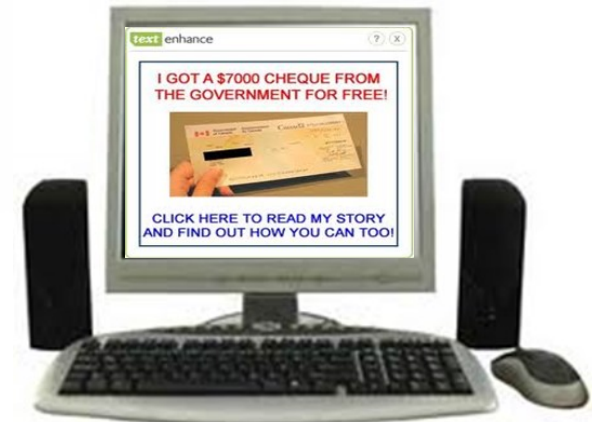 text enhance
? X
I GOT A $7000 CHEQUE FROM
THE GOVERNMENT FOR FREE!
Canada
CLICK HERE TO READ MY STORY
AND FIND OUT HOW YOU CAN TOO!